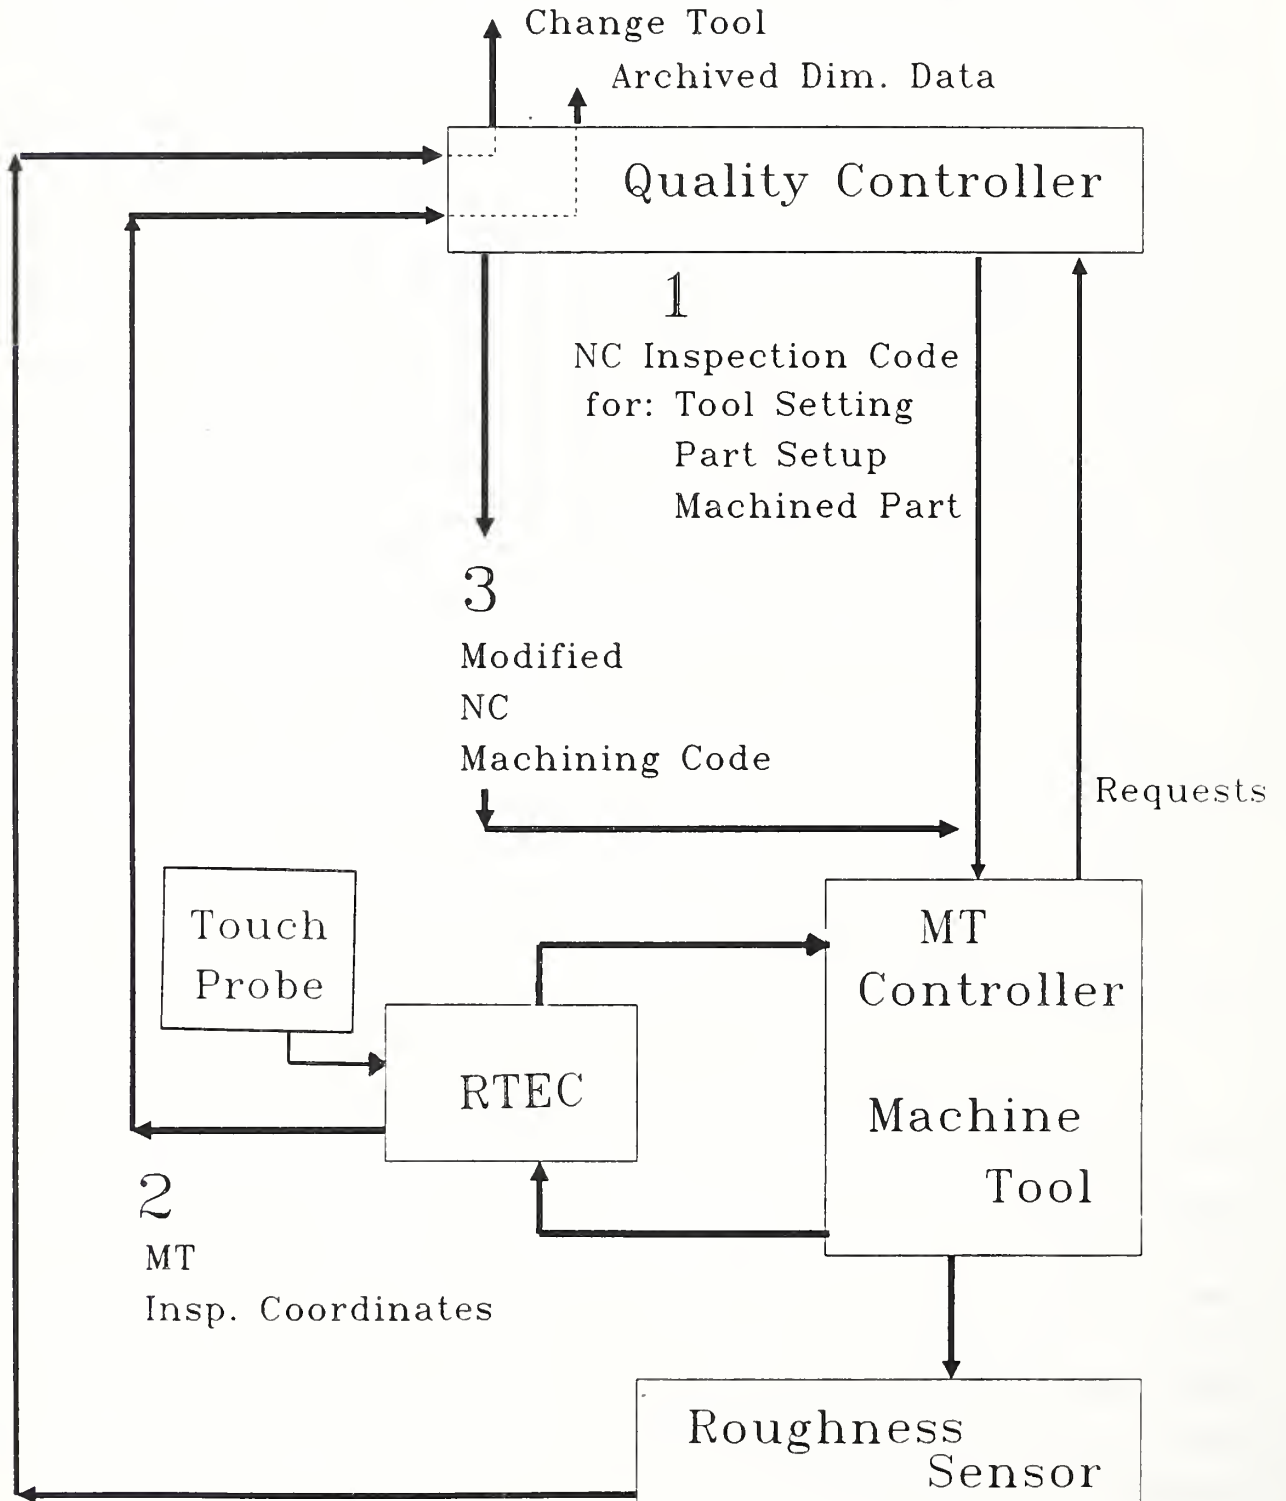 Change Tool
Archived Dim. Data
Quality Controller
1
NC Inspection Code
for: Tool Setting
Part Setup
Machined Part
3
Modified
NC
Machining Code
Requests
Touch
Probe
MT
Controller
RTEC
Machine
Tool
2
MT
Insp. Coordinates
Roughness
Sensor